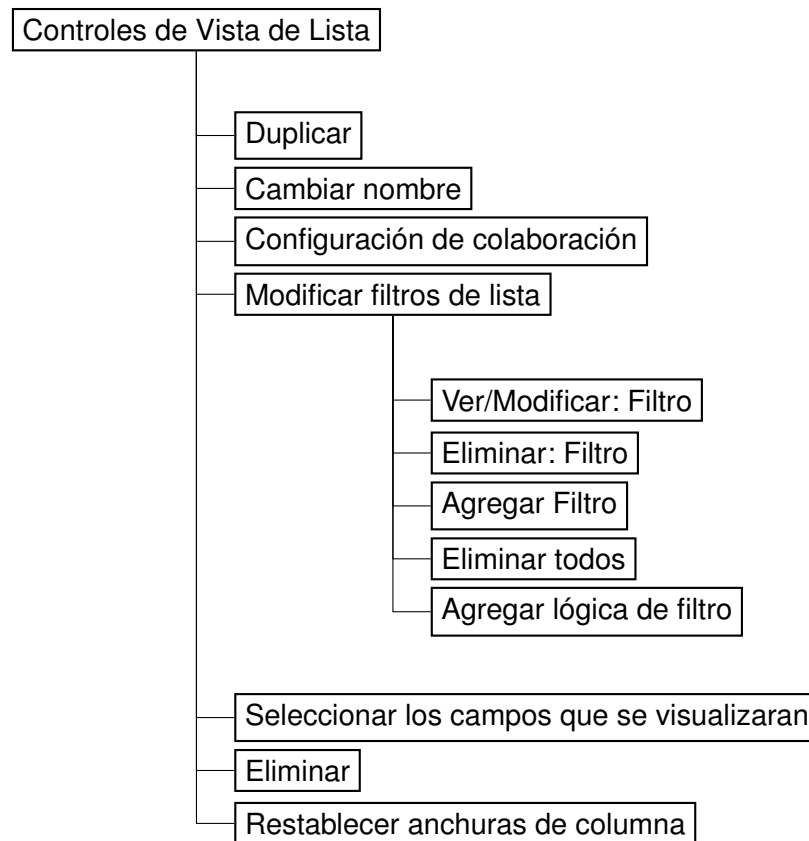 Controles de Vista de Lista
Duplicar
Cambiar nombre
Configuración de colaboración
Modificar filtros de lista
Ver/Modificar: Filtro
Eliminar: Filtro
Agregar Filtro
Eliminar todos
Agregar lógica de filtro
Seleccionar los campos que se visualizaran
Eliminar
Restablecer anchuras de columna